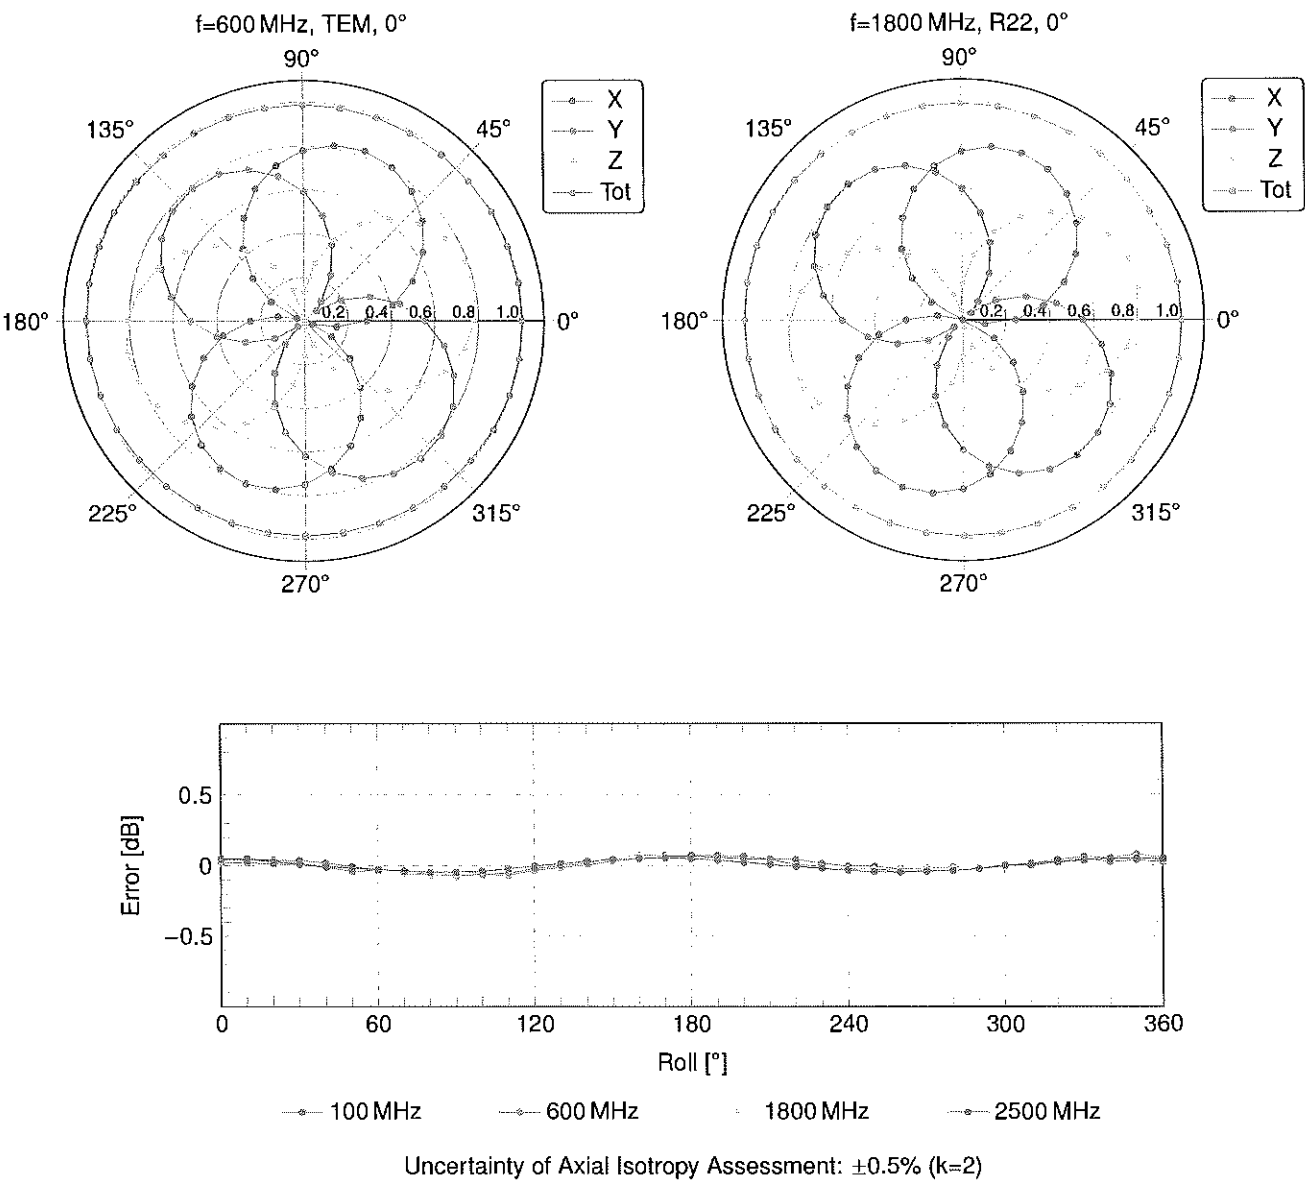 f=600 MHz, TEM, 0°
f=1800 MHz, R22, 0°
90°
135°
45°
180°
0.2 0.4 0.6 0.8 1.0
0°
225°
315°
270°
X
Y
Z
Tot
90°
135°
45°
180°
0.2 0.4 0.6 0.8 1.0
0°
225°
315°
270°
X
Y
Z
Tot
Error [dB]
0.5
0
−0.5
0 60 120 180 240 300 360
Roll [°]
100 MHz 600 MHz 1800 MHz 2500 MHz
Uncertainty of Axial Isotropy Assessment: ±0.5% (k=2)